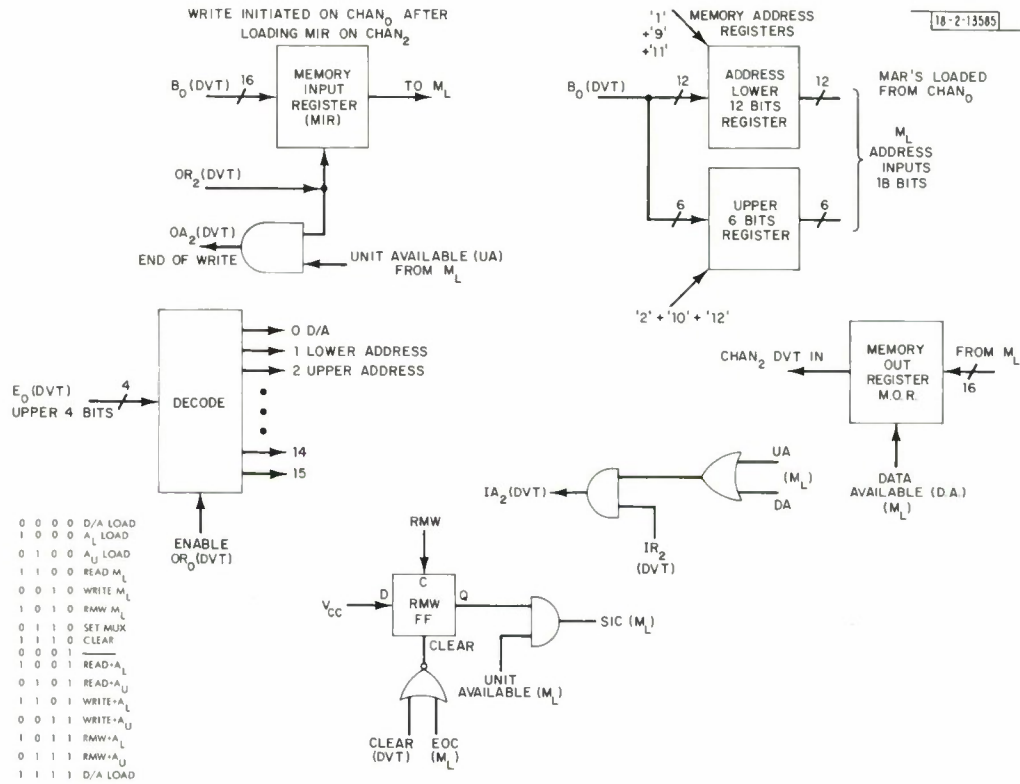 WRITE INITIATED ON CHAN0 AFTER
LOADING MIR ON CHAN2
B0(DVT)
16
MEMORY
INPUT
REGISTER
(MIR)
TO ML
OR2(DVT)
OA2(DVT)
END OF WRITE
UNIT AVAILABLE (UA)
FROM ML
'1'
+'9'
+'11'
MEMORY ADDRESS
REGISTERS
18-2-13585
B0(DVT)
12
ADDRESS
LOWER
12 BITS
REGISTER
12
MAR'S LOADED
FROM CHAN0
ML
ADDRESS
INPUTS
18 BITS
6
UPPER
6 BITS
REGISTER
6
'2' + '10' + '12'
E0(DVT)
UPPER 4 BITS
4
DECODE
0 D/A
1 LOWER ADDRESS
2 UPPER ADDRESS
14
15
ENABLE
OR0(DVT)
CHAN2 DVT IN
MEMORY
OUT
REGISTER
M.O.R.
FROM ML
16
DATA
AVAILABLE (D.A.)
(ML)
IA2(DVT)
UA
(ML)
DA
IR2
(DVT)
RMW
VCC
D
C
Q
RMW
FF
CLEAR
SIC (ML)
UNIT
AVAILABLE (ML)
CLEAR
(DVT)
EOC
(ML)
0 0 0 0 D/A LOAD
1 0 0 0 AL LOAD
0 1 0 0 AU LOAD
1 1 0 0 READ ML
0 0 1 0 WRITE ML
1 0 1 0 RMW ML
0 1 1 0 SET MUX
1 1 1 0 CLEAR
0 0 0 1 ——
1 0 0 1 READ+AL
0 1 0 1 READ+AU
1 1 0 1 WRITE+AL
0 0 1 1 WRITE+AU
1 0 1 1 RMW+AL
0 1 1 1 RMW+AU
1 1 1 1 D/A LOAD